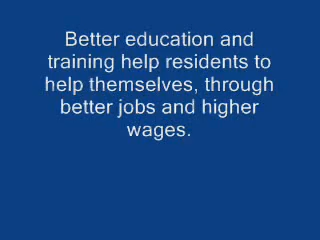 Better education and
training help residents to
help themselves, through
better jobs and higher
wages.